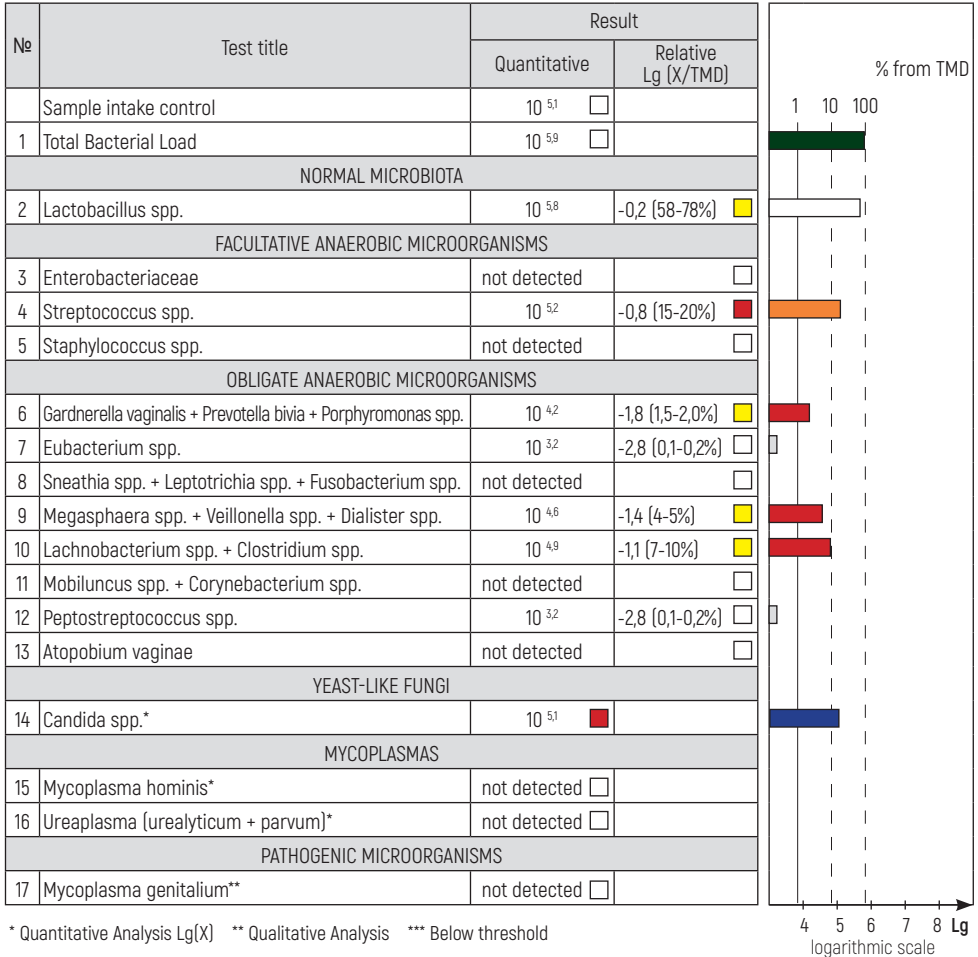 № Test title Result
Quantitative Relative Lg (X/TMD)
% from TMD
Sample intake control 10 5,1
1 10 100
1 Total Bacterial Load 10 5,9
NORMAL MICROBIOTA
2 Lactobacillus spp. 10 5,8 -0,2 (58-78%)
FACULTATIVE ANAEROBIC MICROORGANISMS
3 Enterobacteriaceae not detected
4 Streptococcus spp. 10 5,2 -0,8 (15-20%)
5 Staphylococcus spp. not detected
OBLIGATE ANAEROBIC MICROORGANISMS
6 Gardnerella vaginalis + Prevotella bivia + Porphyromonas spp. 10 4,2 -1,8 (1,5-2,0%)
7 Eubacterium spp. 10 3,2 -2,8 (0,1-0,2%)
8 Sneathia spp. + Leptotrichia spp. + Fusobacterium spp. not detected
9 Megasphaera spp. + Veillonella spp. + Dialister spp. 10 4,6 -1,4 (4-5%)
10 Lachnobacterium spp. + Clostridium spp. 10 4,9 -1,1 (7-10%)
11 Mobiluncus spp. + Corynebacterium spp. not detected
12 Peptostreptococcus spp. 10 3,2 -2,8 (0,1-0,2%)
13 Atopobium vaginae not detected
YEAST-LIKE FUNGI
14 Candida spp.* 10 5,1
MYCOPLASMAS
15 Mycoplasma hominis* not detected
16 Ureaplasma (urealyticum + parvum)* not detected
PATHOGENIC MICROORGANISMS
17 Mycoplasma genitalium** not detected
4 5 6 7 8 Lg
logarithmic scale
* Quantitative Analysis Lg(X) ** Qualitative Analysis *** Below threshold